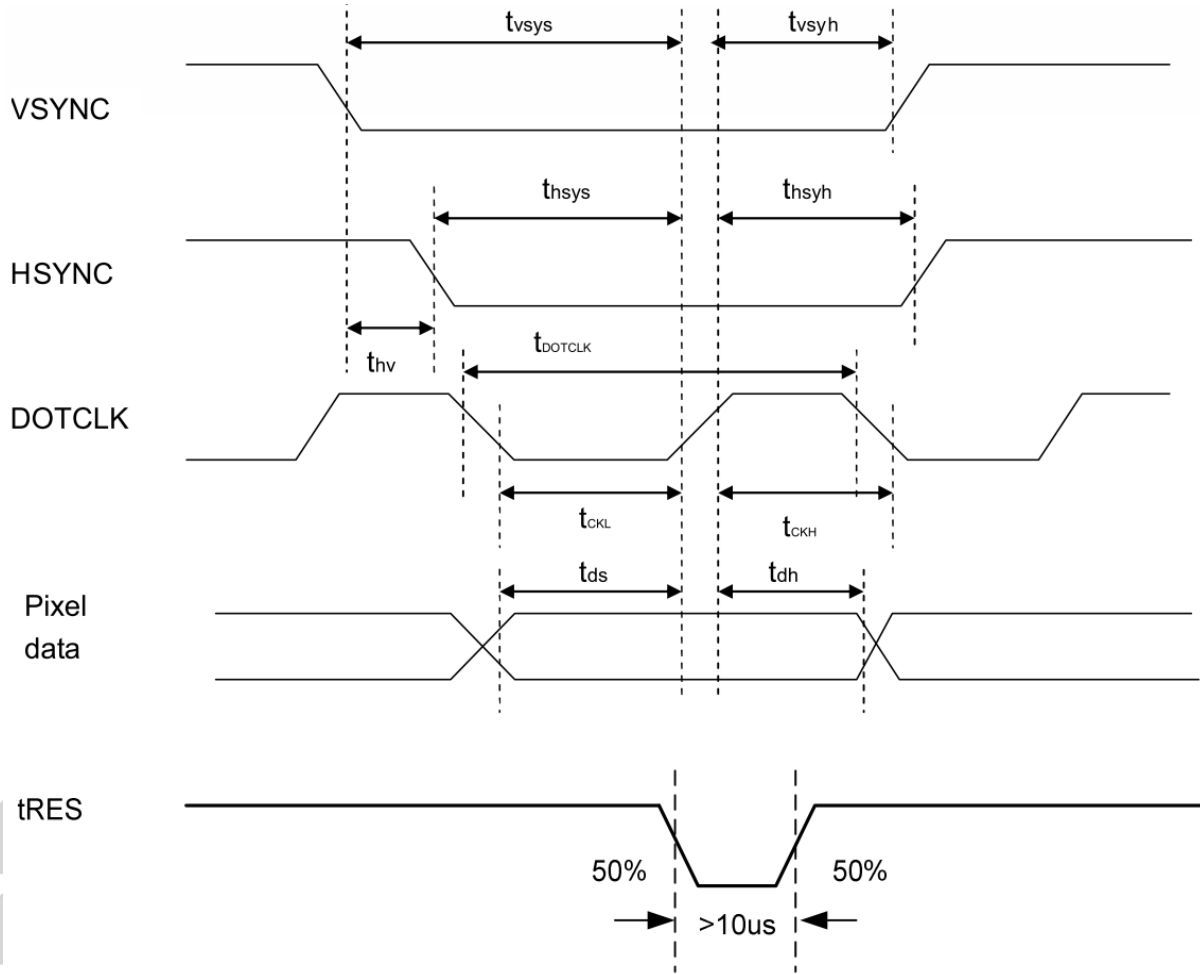 tvsys tvsyh
VSYNC
thsys thsyh
HSYNC
thv
tDOTCLK
DOTCLK
tCKL tCKH
tds tdh
Pixel
data
tRES
50% 50%
>10us